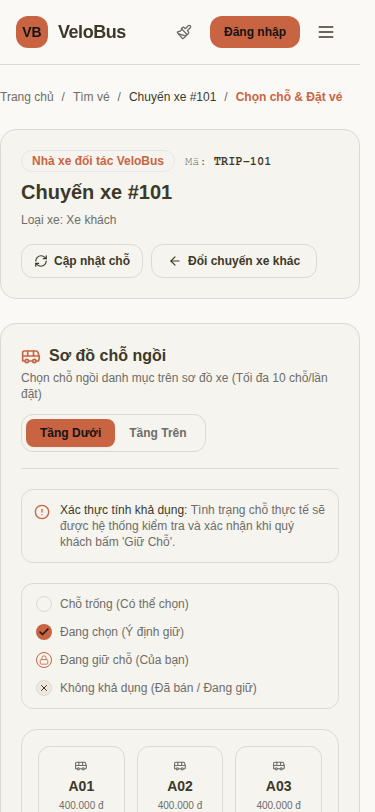 VB VeloBus Đăng nhập
Trang chủ / Tìm vé / Chuyến xe #101 / Chọn chỗ & Đặt vé
Nhà xe đối tác VeloBus Mã: TRIP-101
Chuyến xe #101
Loại xe: Xe khách
Cập nhật chỗ Đổi chuyến xe khác
Sơ đồ chỗ ngồi
Chọn chỗ ngồi danh mục trên sơ đồ xe (Tối đa 10 chỗ/lần
đặt)
Tầng Dưới Tầng Trên
Xác thực tính khả dụng: Tình trạng chỗ thực tế sẽ
được hệ thống kiểm tra và xác nhận khi quý
khách bấm 'Giữ Chỗ'.
Chỗ trống (Có thể chọn)
Đang chọn (Ý định giữ)
Đang giữ chỗ (Của bạn)
Không khả dụng (Đã bán / Đang giữ)
A01 A02 A03
400.000 đ 400.000 đ 400.000 đ